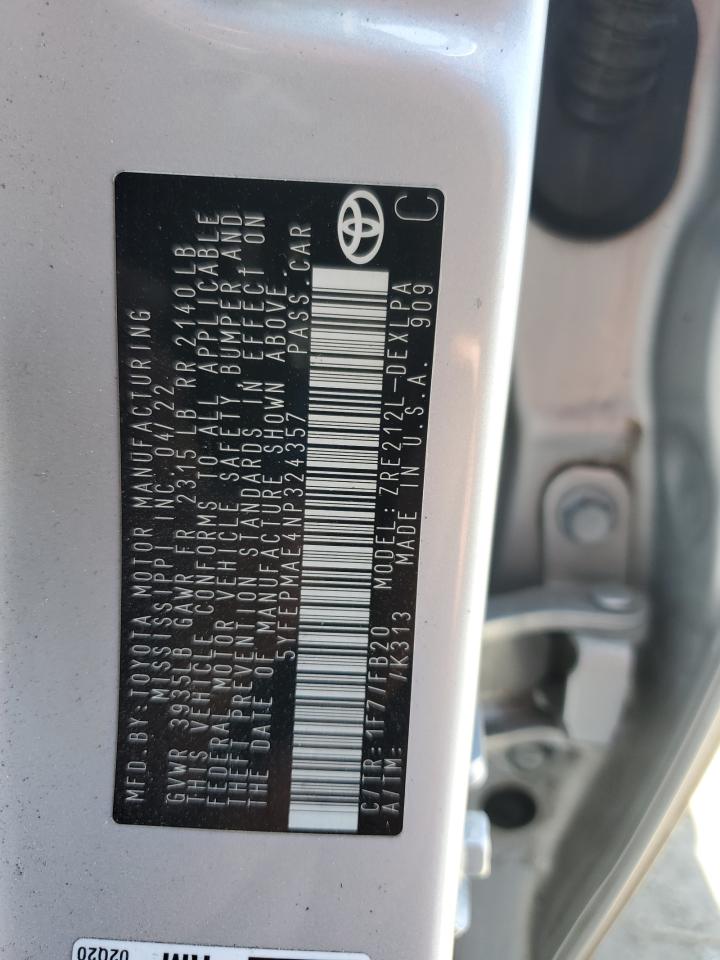 MFD.BY:TOYOTA MOTOR MANUFACTURING
MISSISSIPPI INC.04/22
GVWR 3935LB GAWR FR 2315 LB RR 2140LB
THIS VEHICLE CONFORMS TO ALL APPLICABLE
FEDERAL MOTOR VEHICLE SAFETY, BUMPER AND
THEFT PREVENTION STANDARDS IN EFFECT ON
THE DATE OF MANUFACTURE SHOWN ABOVE.
5YFEPMAE4NP324357 PASS.CAR
C/TR:1F7/FB20 MODEL:ZRE212L-DEXLPA
A/TM: /K313 MADE IN U.S.A. 909
C
02Q20